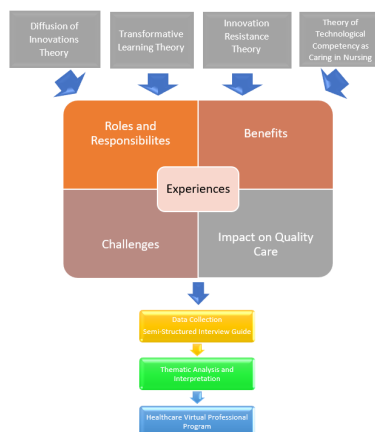 Diffusion of
Innovations
Theory
Transformative
Learning Theory
Innovation
Resistance
Theory
Theory of
Technological
Competency as
Caring in Nursing
Roles and
Responsibilites
Benefits
Experiences
Challenges
Impact on Quality
Care
Data Collection
Semi-Structured Interview Guide
Thematic Analysis and
Interpretation
Healthcare Virtual Professional
Program